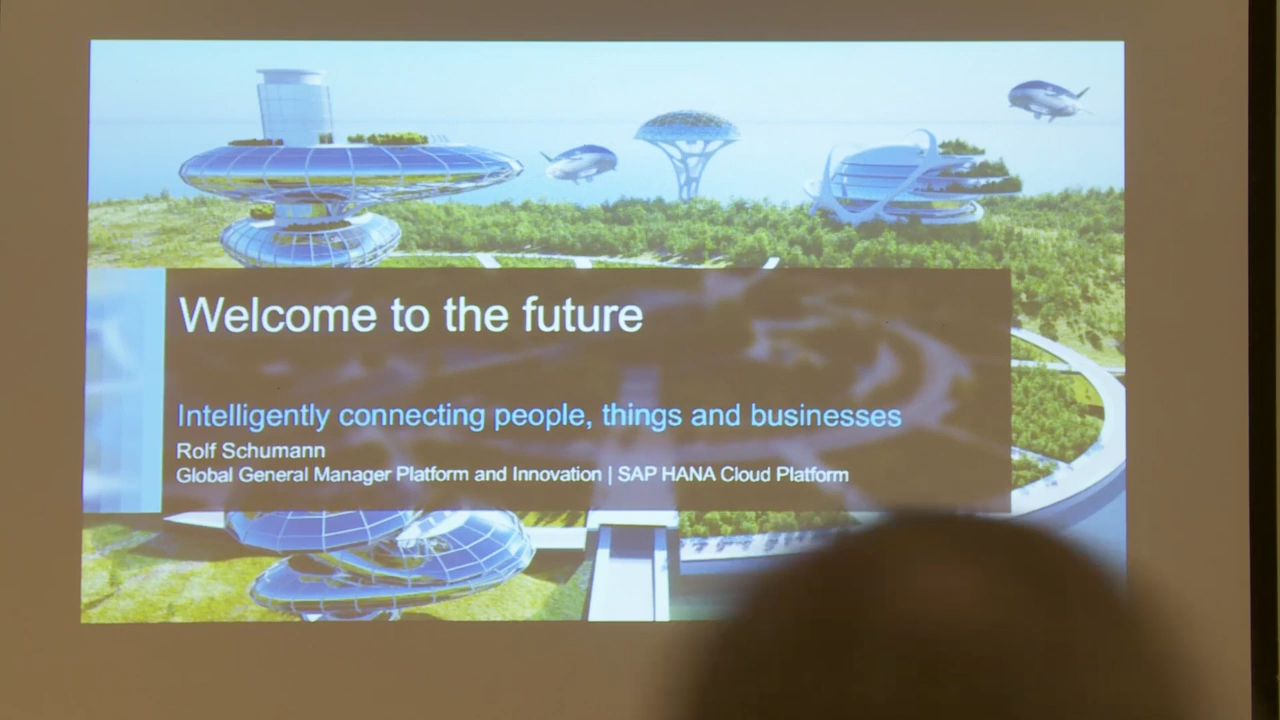 Welcome to the future
Intelligently connecting people, things and businesses
Rolf Schumann
Global General Manager Platform and Innovation | SAP HANA Cloud Platform